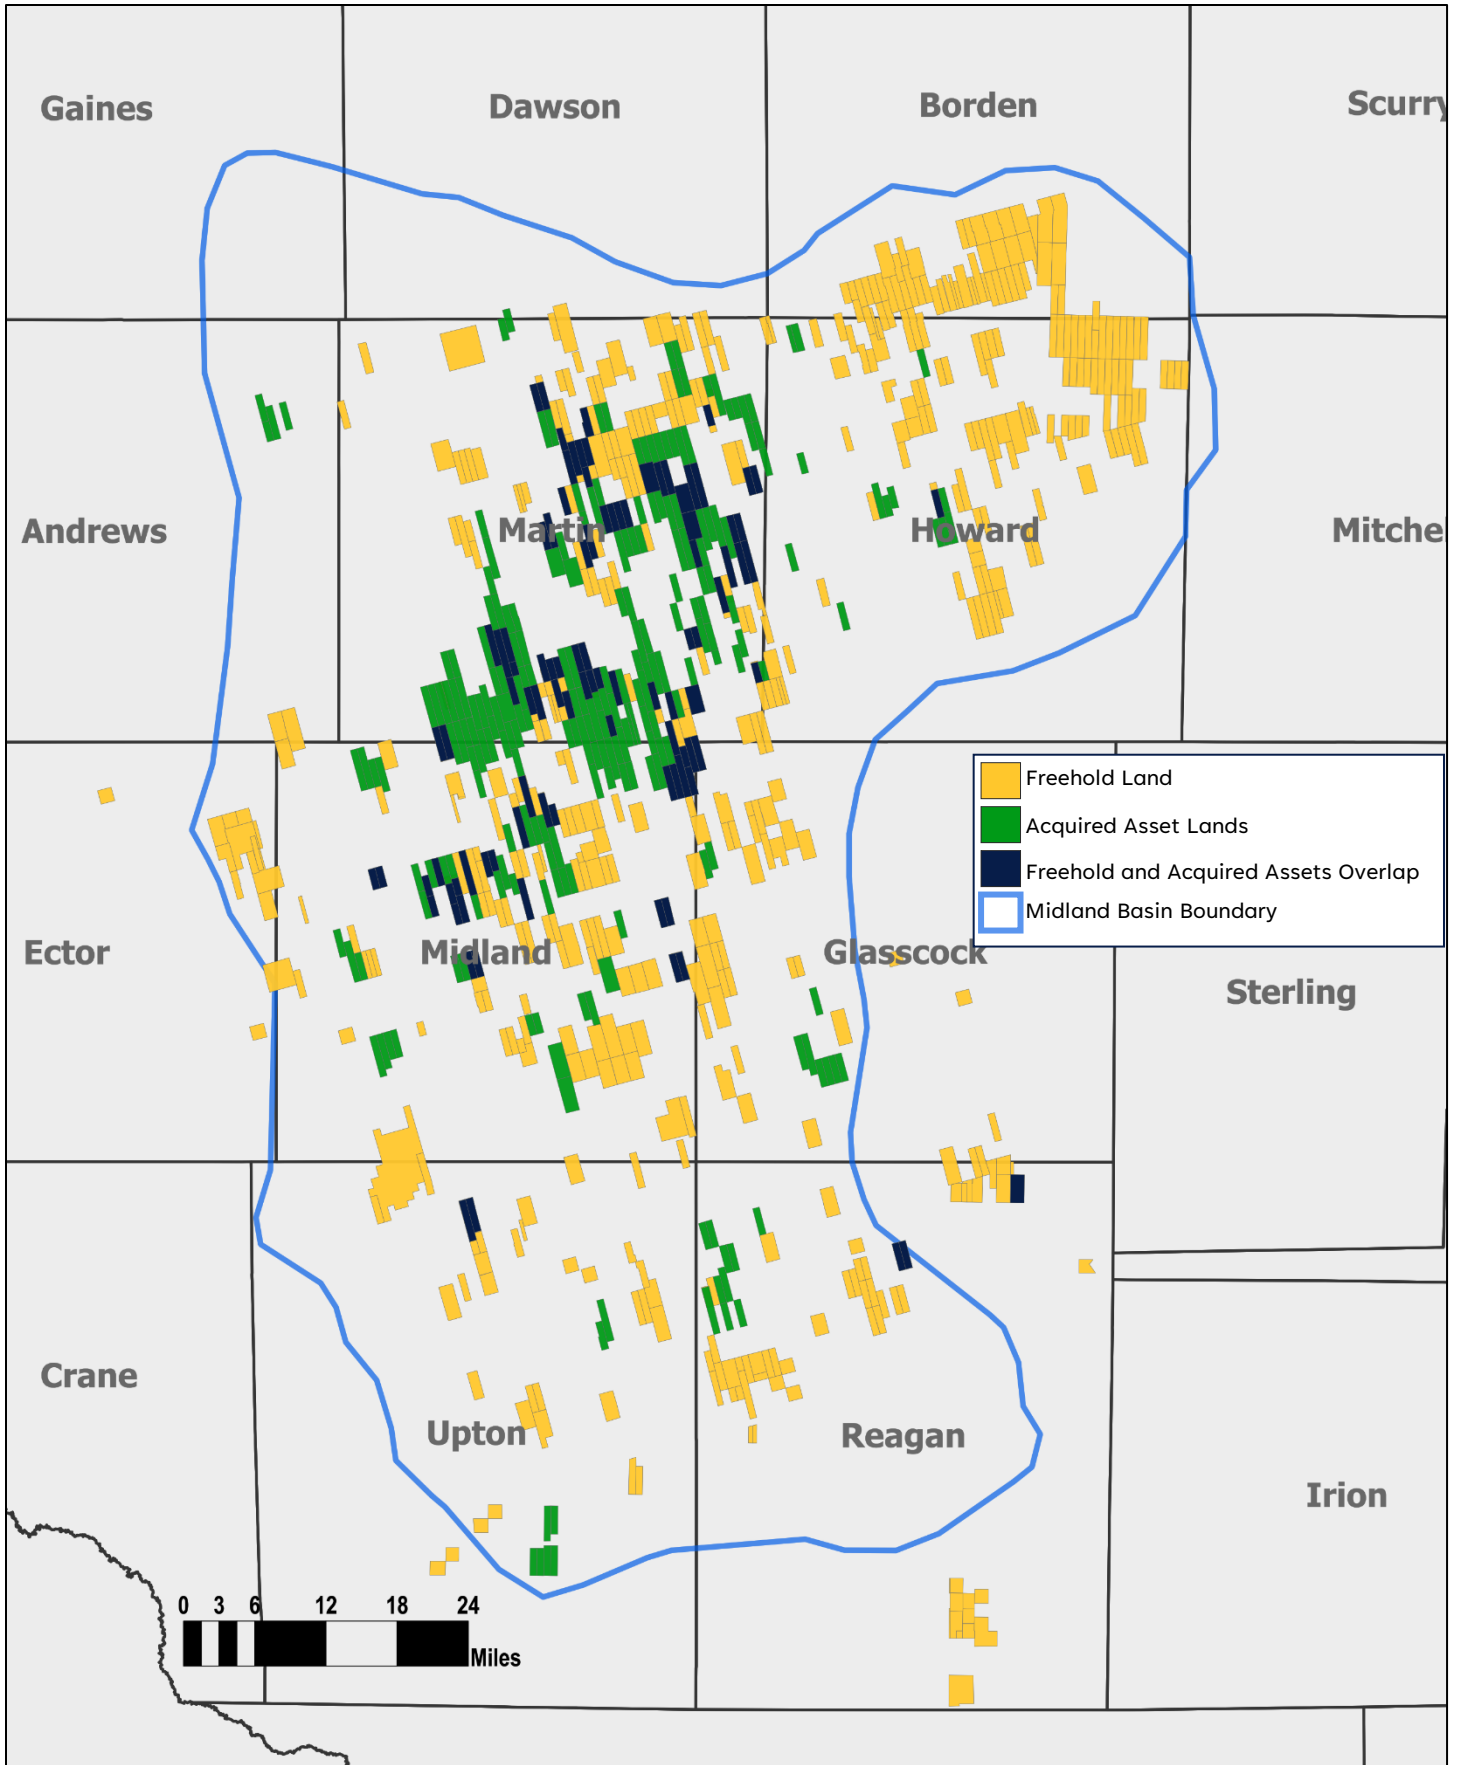 Gaines
Dawson
Borden
Scurry
Andrews
Martin
Howard
Mitchel
Freehold Land
Acquired Asset Lands
Freehold and Acquired Assets Overlap
Midland Basin Boundary
Ector
Midland
Glasscock
Sterling
Crane
Upton
Reagan
Irion
0 3 6 12 18 24
Miles